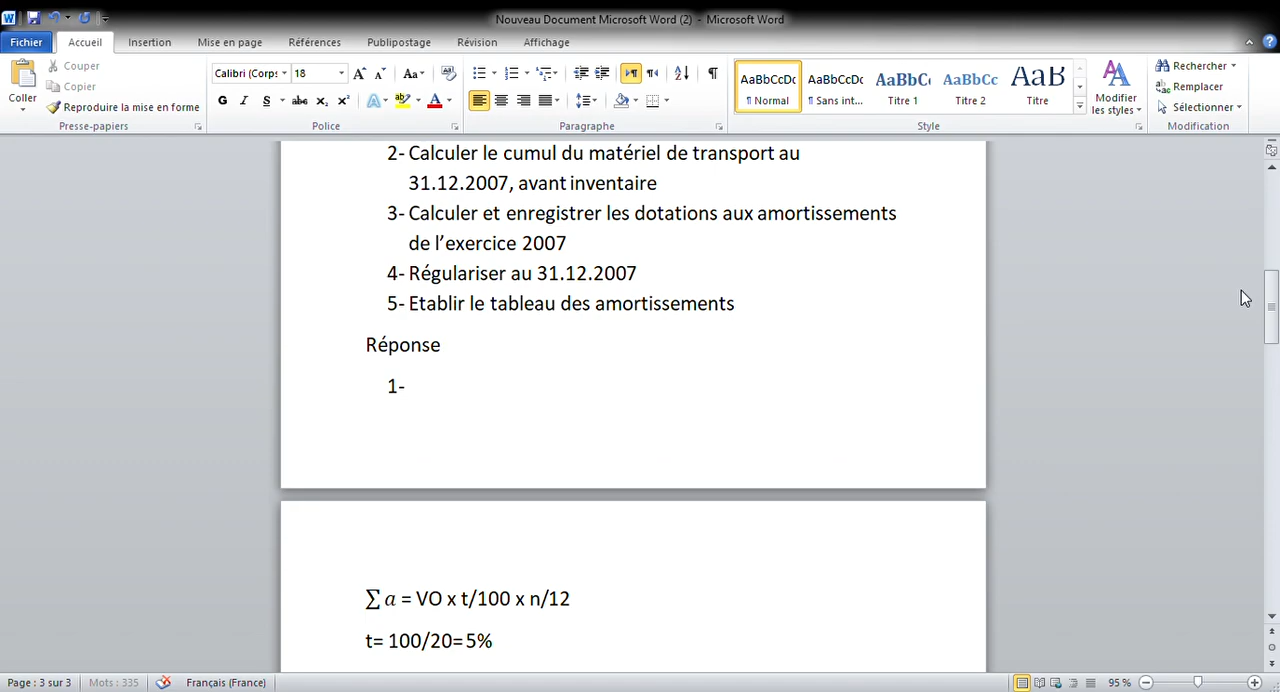 Nouveau Document Microsoft Word (2) - Microsoft Word
Fichier Accueil Insertion Mise en page Références Publipostage Révision Affichage
Coller
Couper
Copier
Reproduire la mise en forme
Presse-papiers
Calibri (Corps 18
G I S abc x₂ x²
Police
Paragraphe
AaBbCcDc AaBbCcDc AaBbC AaBbCc AaB
¶ Normal ¶ Sans int... Titre 1 Titre 2 Titre
Modifier
les styles
Style
Rechercher
Remplacer
Sélectionner
Modification
2- Calculer le cumul du matériel de transport au
31.12.2007, avant inventaire
3- Calculer et enregistrer les dotations aux amortissements
de l’exercice 2007
4- Régulariser au 31.12.2007
5- Etablir le tableau des amortissements
Réponse
1-
∑ a = VO x t/100 x n/12
t= 100/20= 5%
Page : 3 sur 3 Mots : 335 Français (France) 95 %